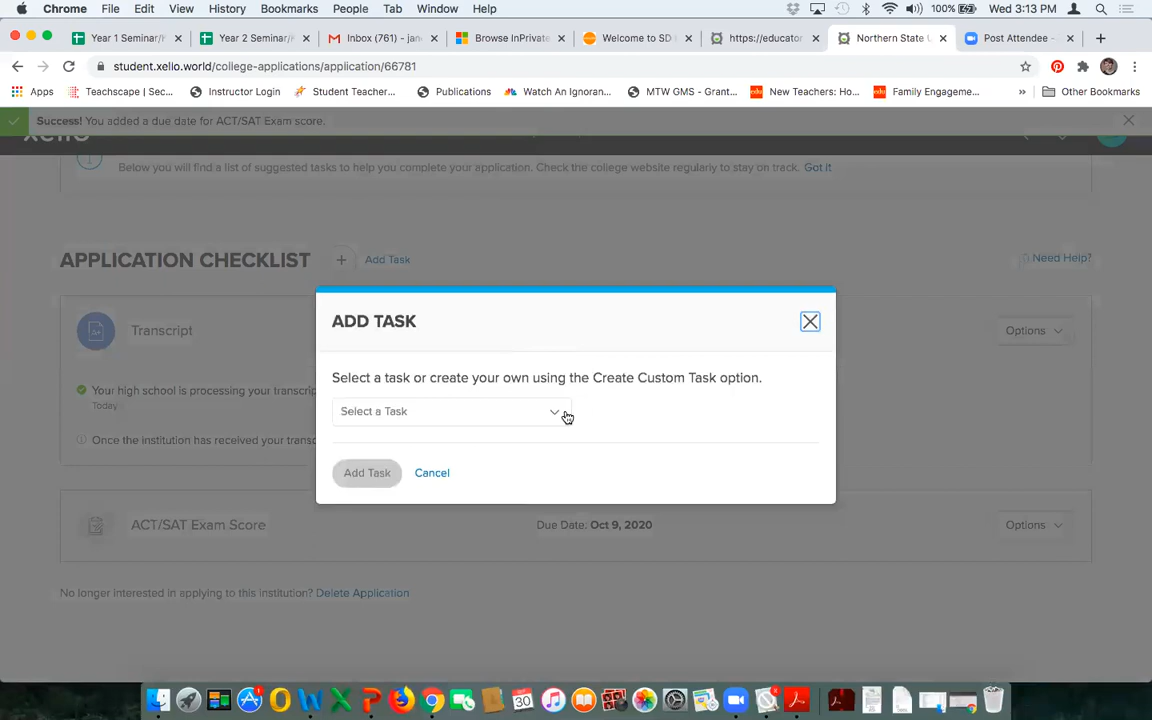 Chrome File Edit View History Bookmarks People Tab Window Help 100% Wed 3:13 PM
Year 1 Seminar/ Year 2 Seminar/ Inbox (761) - jan Browse InPrivate Welcome to SD https://educator Northern State U Post Attendee -
student.xello.world/college-applications/application/66781
Apps Teachscape | Sec... Instructor Login Student Teacher... Publications Watch An Ignoran... MTW GMS - Grant... New Teachers: Ho... Family Engageme... » Other Bookmarks
Success! You added a due date for ACT/SAT Exam score.
Below you will find a list of suggested tasks to help you complete your application. Check the college website regularly to stay on track. Got it
APPLICATION CHECKLIST + Add Task Need Help?
ADD TASK
Transcript Options
Select a task or create your own using the Create Custom Task option.
Your high school is processing your transcrip
Today
Select a Task
Once the institution has received your transc
Add Task Cancel
ACT/SAT Exam Score Due Date: Oct 9, 2020 Options
No longer interested in applying to this institution? Delete Application